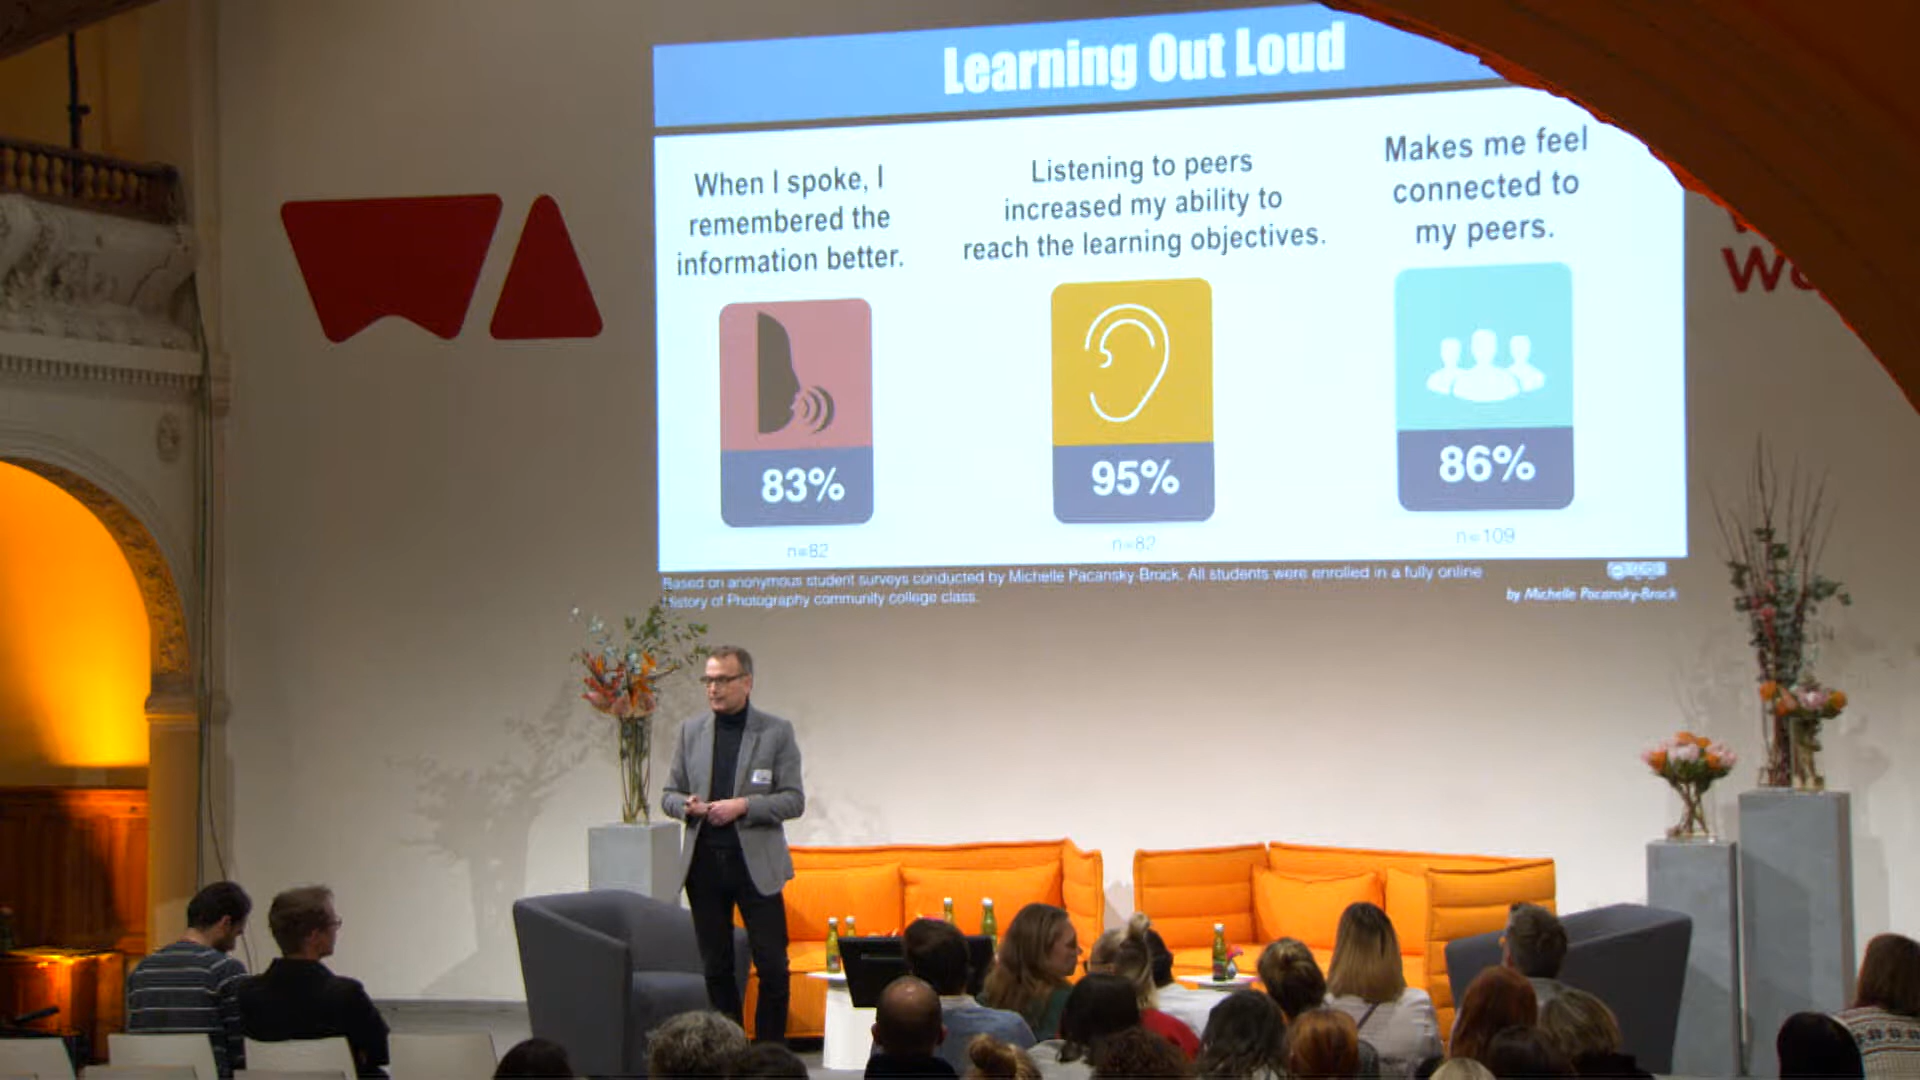 Learning Out Loud
When I spoke, I
remembered the
information better.
83%
n=82
Listening to peers
increased my ability to
reach the learning objectives.
95%
n=82
Makes me feel
connected to
my peers.
86%
n=109
Based on anonymous student surveys conducted by Michelle Pacansky-Brock. All students were enrolled in a fully online
History of Photography community college class.
by Michelle Pacansky-Brock